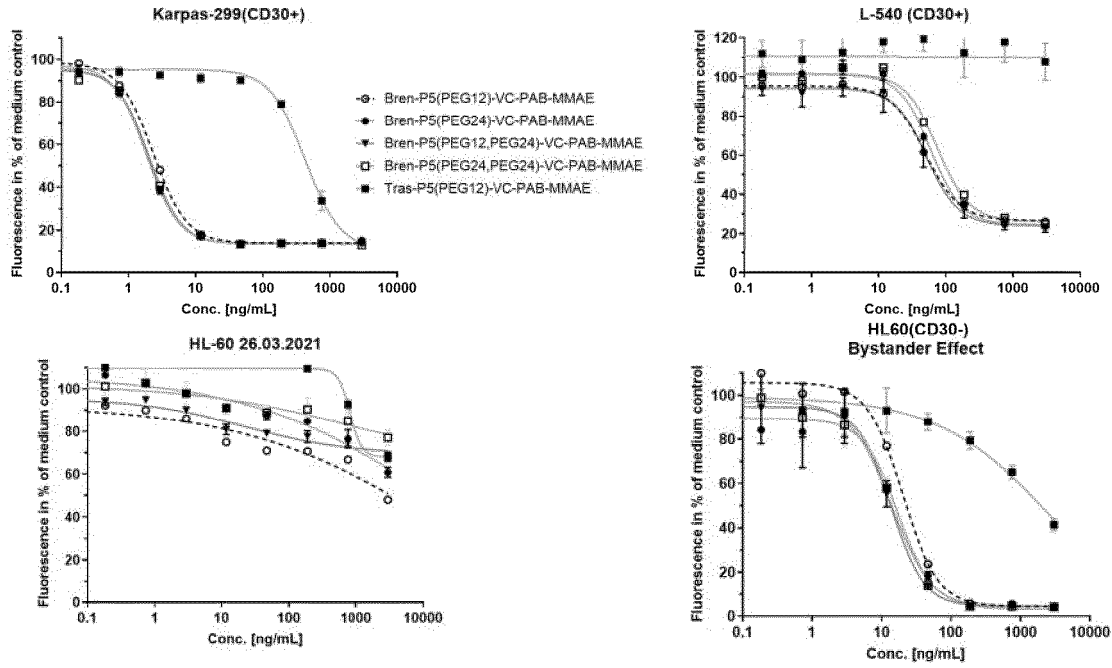 Karpas-299(CD30+)
Fluorescence in % of medium control
100
80
60
40
20
0
0.1 1 10 100 1000 10000
Conc. [ng/mL]
Bren-P5(PEG12)-VC-PAB-MMAE
Bren-P5(PEG24)-VC-PAB-MMAE
Bren-P5(PEG12,PEG24)-VC-PAB-MMAE
Bren-P5(PEG24,PEG24)-VC-PAB-MMAE
Tras-P5(PEG12)-VC-PAB-MMAE
L-540 (CD30+)
Fluorescence in % of medium control
120
100
80
60
40
20
0
0.1 1 10 100 1000 10000
Conc. [ng/mL]
HL-60 26.03.2021
Fluorescence in % of medium control
100
80
60
40
20
0
0.1 1 10 100 1000 10000
Conc. [ng/mL]
HL60(CD30-)
Bystander Effect
Fluorescence in % of medium control
100
80
60
40
20
0
0.1 1 10 100 1000 10000
Conc. [ng/mL]